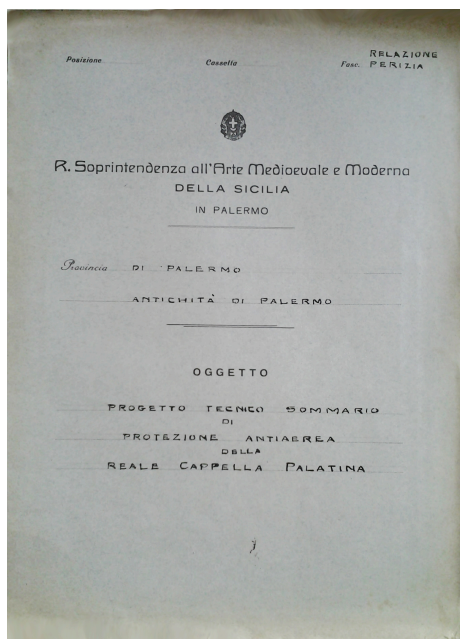 RELAZIONE
Posizione Cassetta Fasc. PERIZIA
R. Soprintendenza all'Arte Medioevale e Moderna
DELLA SICILIA
IN PALERMO
Provincia DI PALERMO
ANTICHITÀ DI PALERMO
OGGETTO
PROGETTO TECNICO SOMMARIO
DI
PROTEZIONE ANTIAEREA
DELLA
REALE CAPPELLA PALATINA